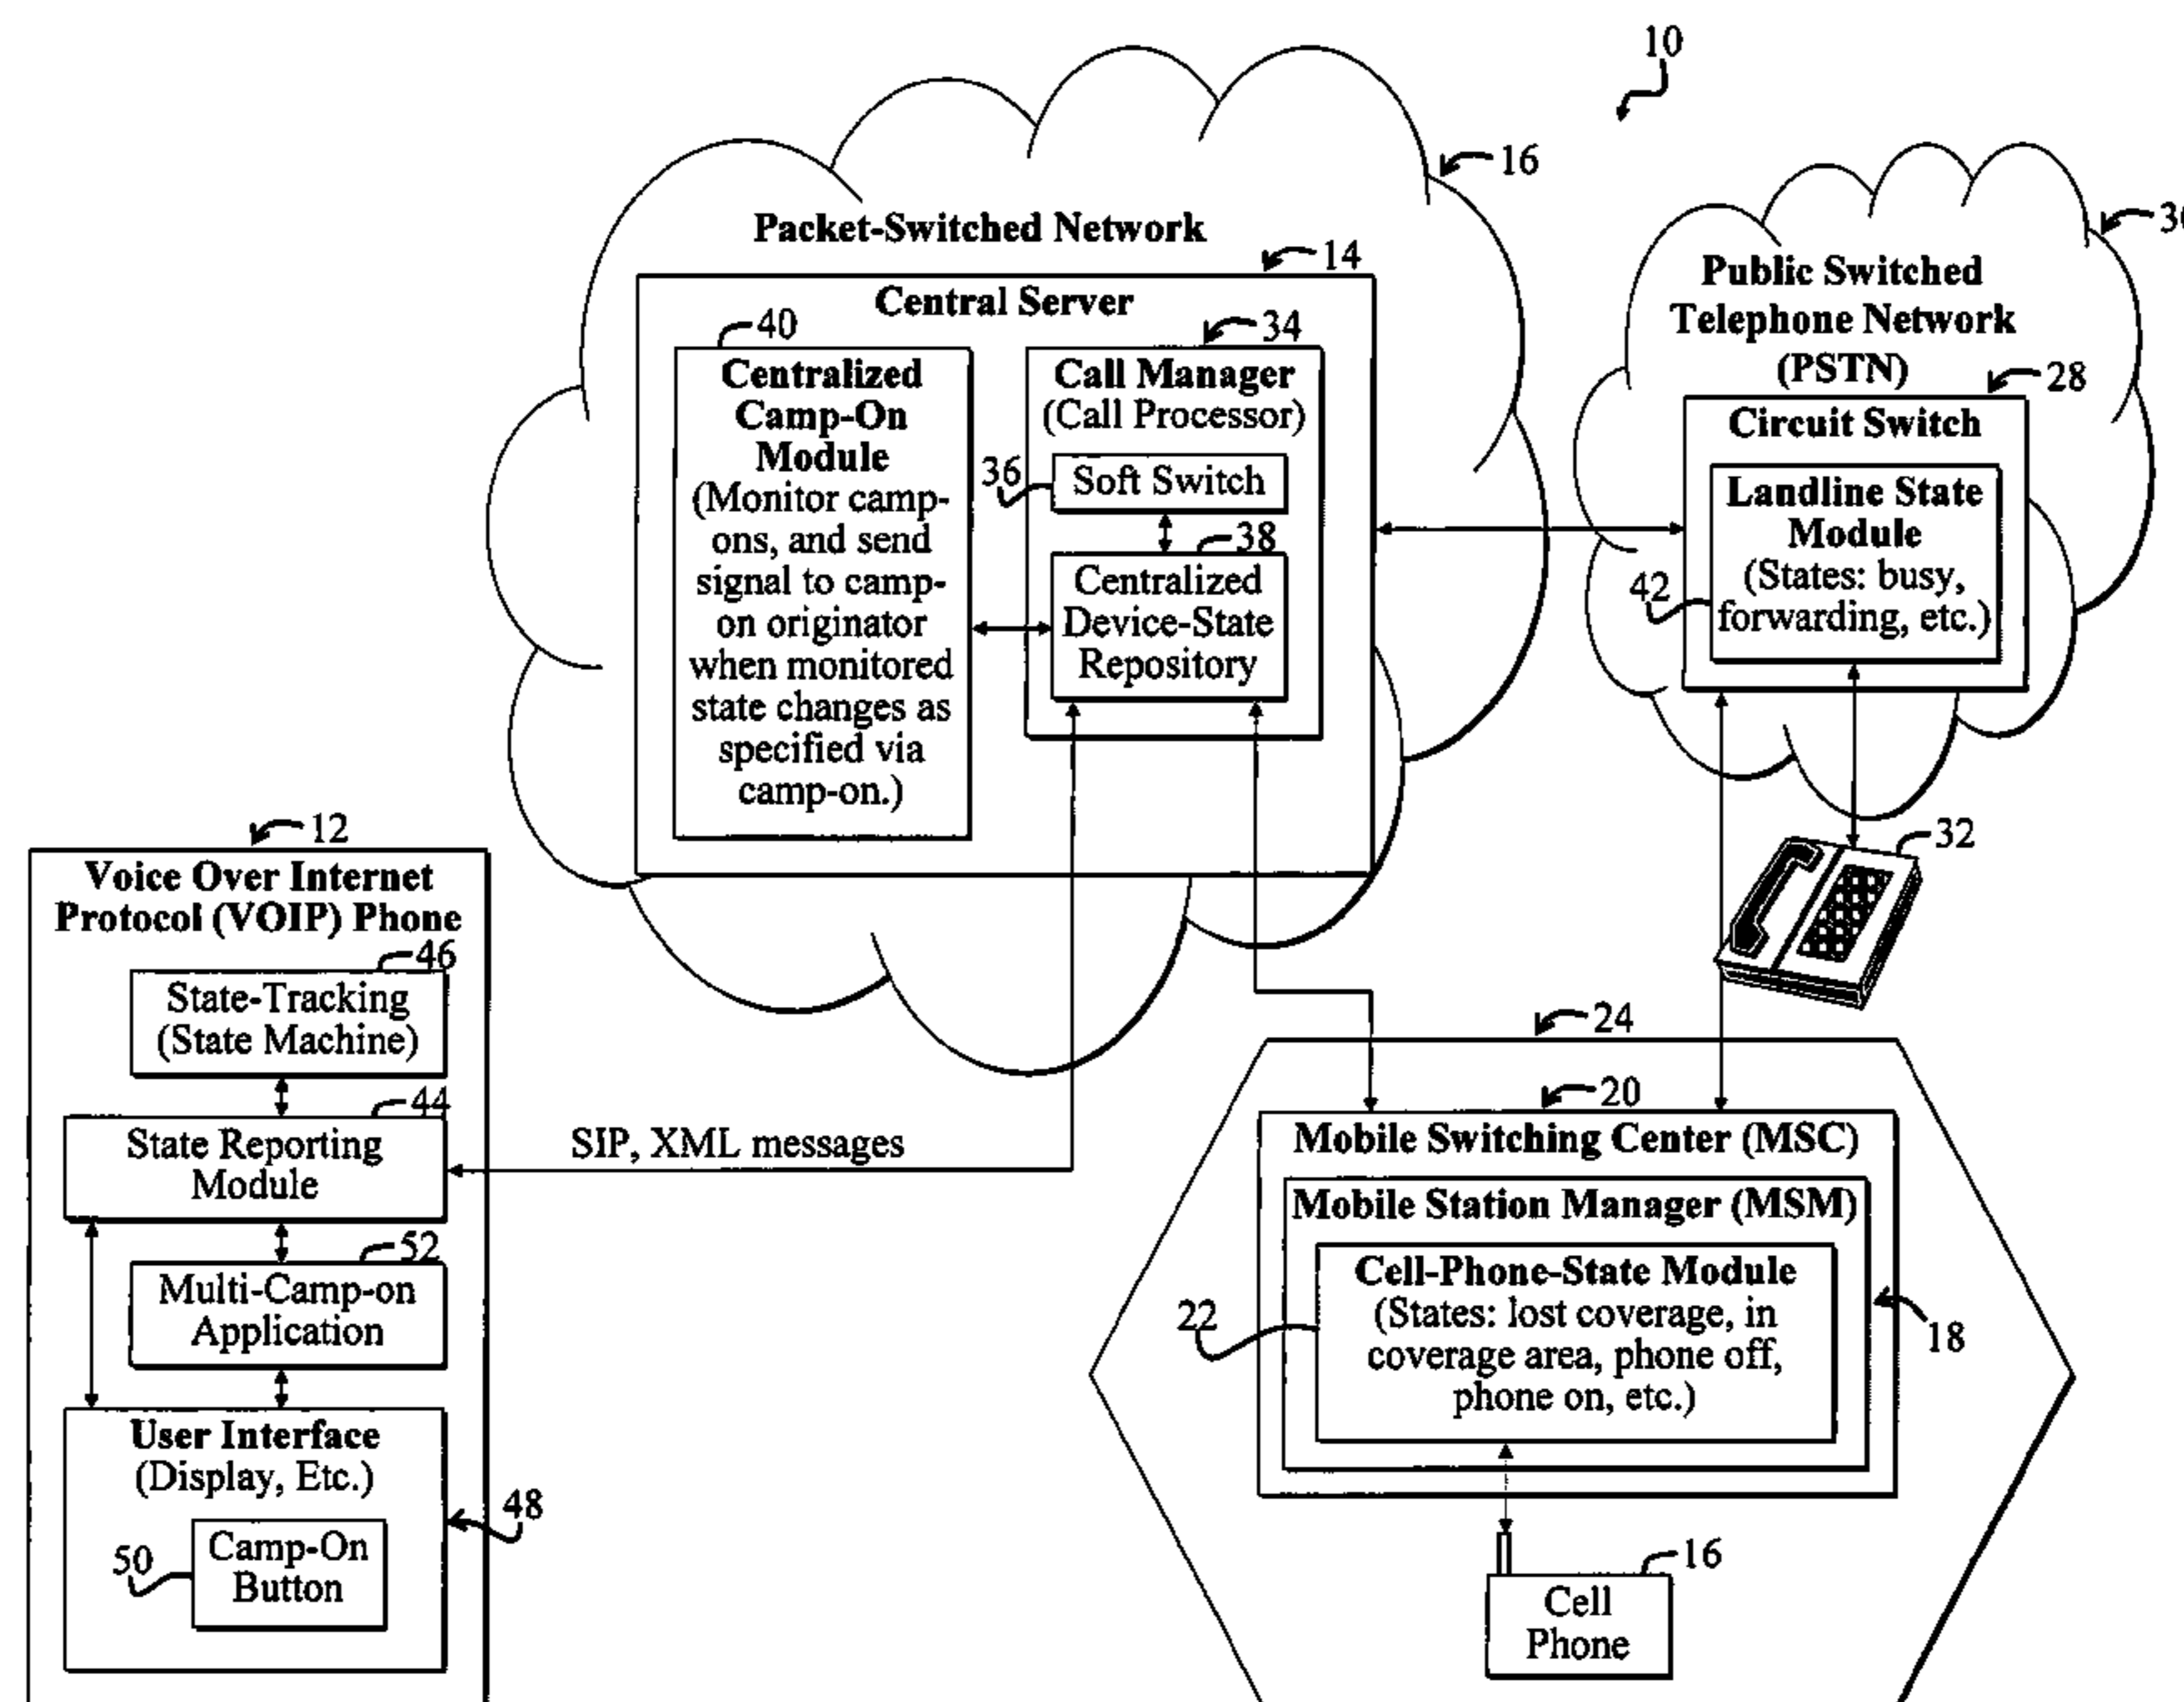 10
16
Packet-Switched Network
14
Central Server
40
Centralized
Camp-On
Module
(Monitor camp-
ons, and send
signal to camp-
on originator
when monitored
state changes as
specified via
camp-on.)
34
Call Manager
(Call Processor)
36
Soft Switch
38
Centralized
Device-State
Repository
Public Switched
Telephone Network
(PSTN)
28
Circuit Switch
Landline State
Module
(States: busy,
forwarding, etc.)
42
32
12
Voice Over Internet
Protocol (VOIP) Phone
46
State-Tracking
(State Machine)
44
State Reporting
Module
SIP, XML messages
52
Multi-Camp-on
Application
User Interface
(Display, Etc.)
48
50
Camp-On
Button
24
20
Mobile Switching Center (MSC)
Mobile Station Manager (MSM)
Cell-Phone-State Module
(States: lost coverage, in
coverage area, phone off,
phone on, etc.)
22
18
16
Cell
Phone